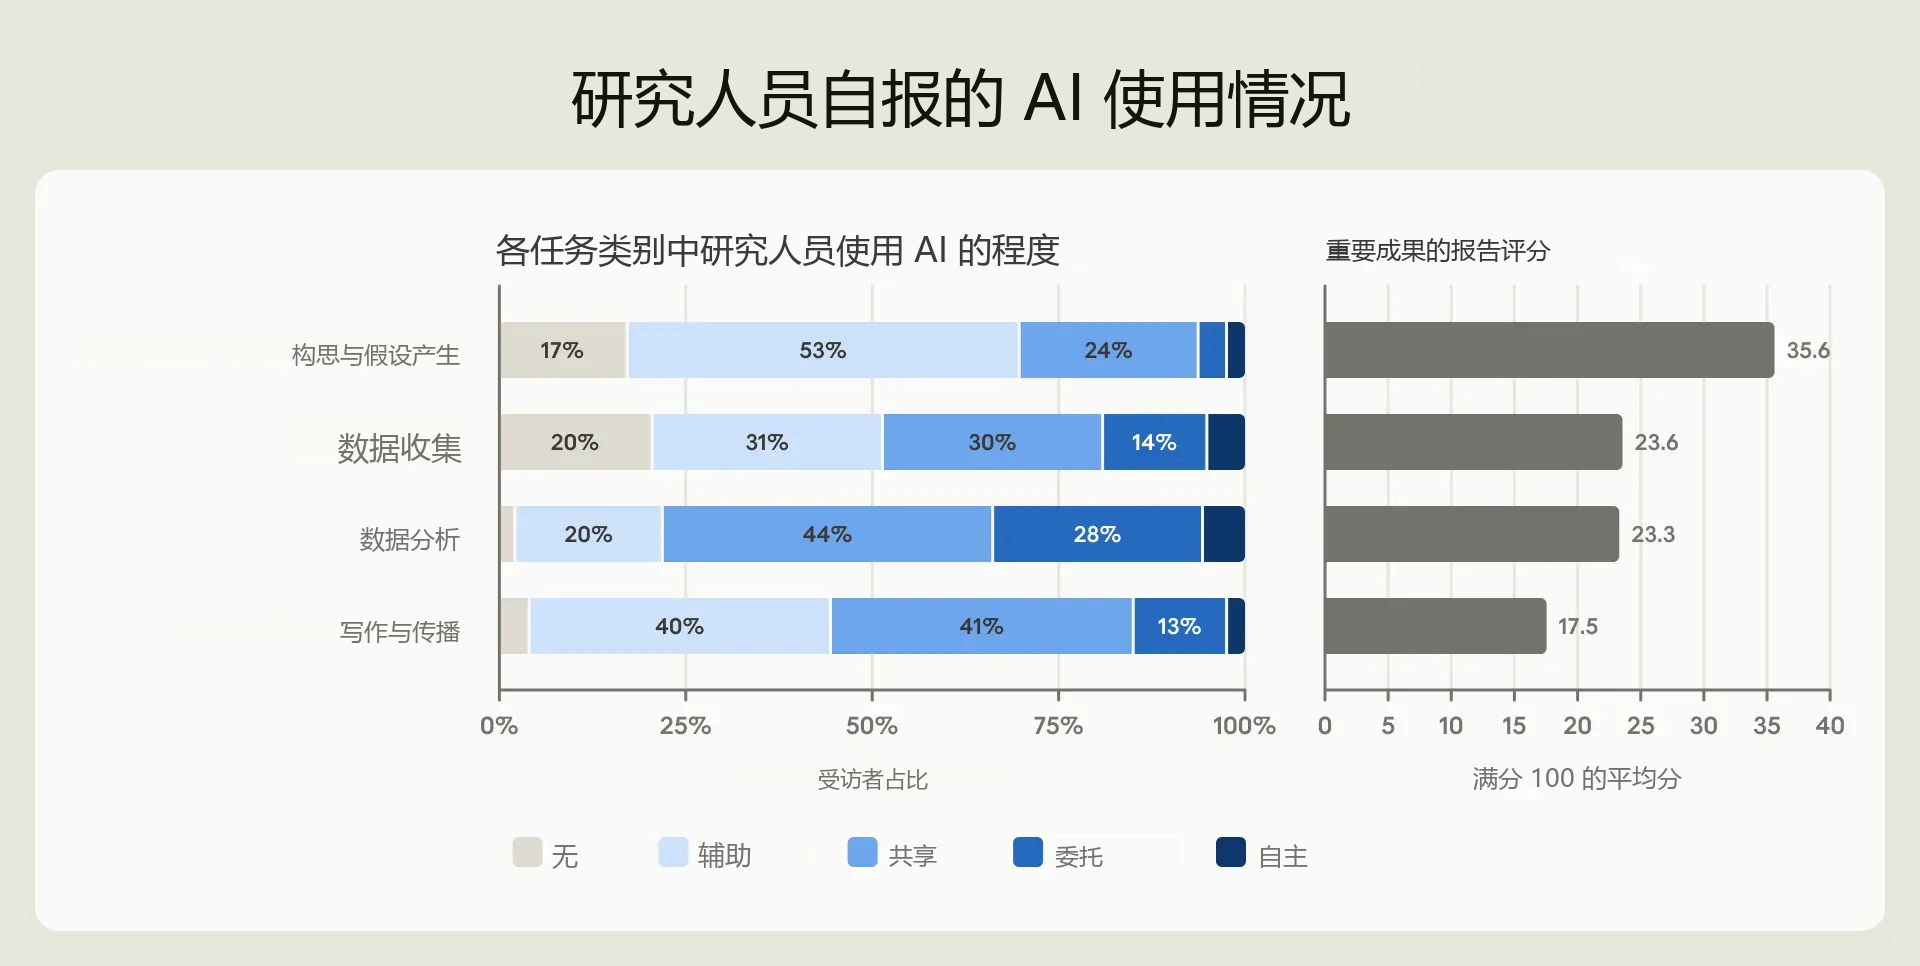 研究人员自报的 AI 使用情况
各任务类别中研究人员使用 AI 的程度
重要成果的报告评分
构思与假设产生
17%
53%
24%
35.6
数据收集
20%
31%
30%
14%
23.6
数据分析
20%
44%
28%
23.3
写作与传播
40%
41%
13%
17.5
0%
25%
50%
75%
100%
0
5
10
15
20
25
30
35
40
受访者占比
满分 100 的平均分
无
辅助
共享
委托
自主